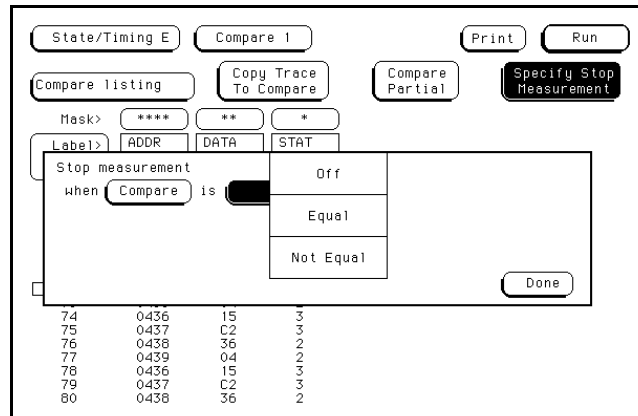 State/Timing E Compare 1 Print Run
Compare listing Copy Trace To Compare Compare Partial Specify Stop Measurement
Mask> **** ** *
Label> ADDR DATA STAT
Stop measurement
when Compare is
Off
Equal
Not Equal
Done
74 0436 15 3
75 0437 C2 3
76 0438 36 2
77 0439 04 2
78 0436 15 3
79 0437 C2 3
80 0438 36 2